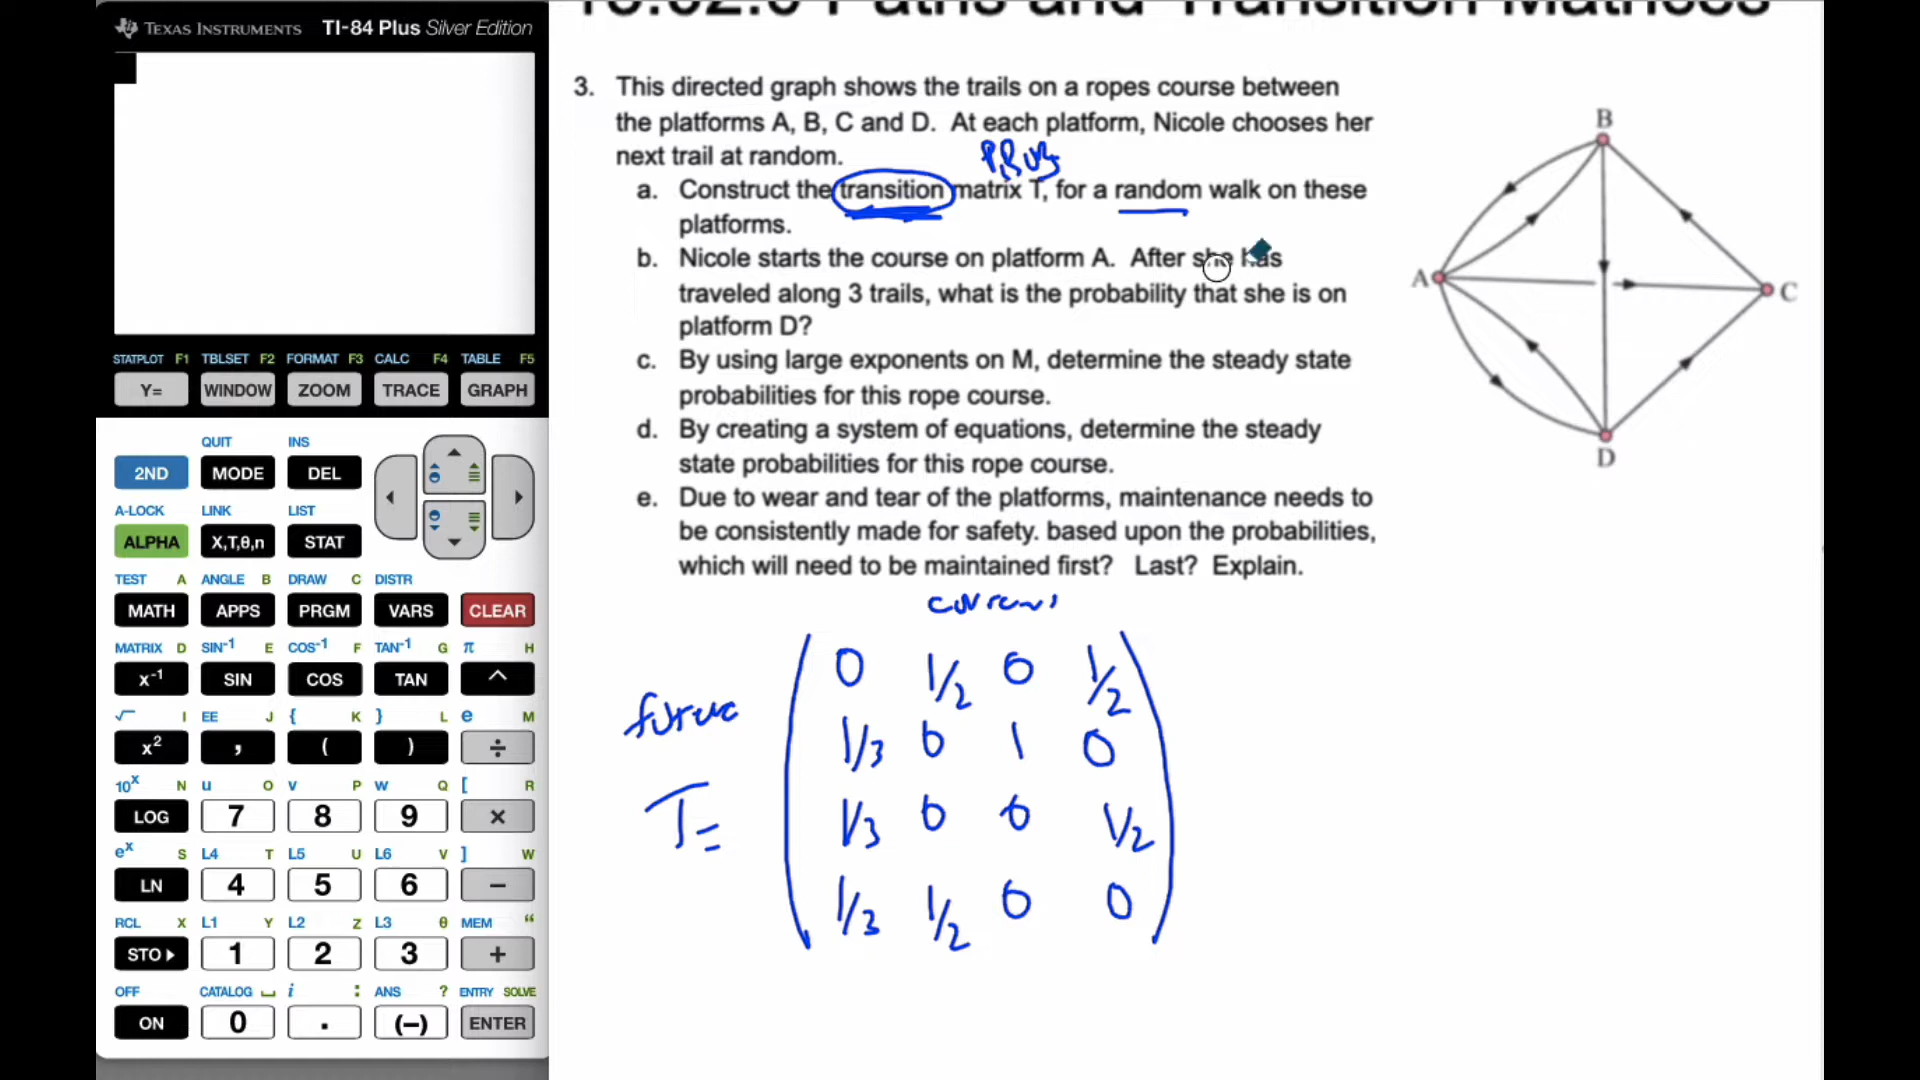 TEXAS INSTRUMENTS TI-84 Plus Silver Edition
STATPLOT F1 TBLSET F2 FORMAT F3 CALC F4 TABLE F5
Y= WINDOW ZOOM TRACE GRAPH
QUIT INS
2ND MODE DEL
A-LOCK LINK LIST
ALPHA X,T,θ,n STAT
TEST A ANGLE B DRAW C DISTR
MATH APPS PRGM VARS CLEAR
MATRIX D SIN⁻¹ E COS⁻¹ F TAN⁻¹ G π H
x⁻¹ SIN COS TAN ^
√ I EE J { K } L e M
x² , ( ) ÷
10ˣ N u O v P w Q [ R
LOG 7 8 9 ×
eˣ S L4 T L5 U L6 V ] W
LN 4 5 6 −
RCL X L1 Y L2 Z L3 θ MEM “
STO▸ 1 2 3 +
OFF CATALOG ⎵ i : ANS ? ENTRY SOLVE
ON 0 . (–) ENTER
Paths and Transition Matrices
3. This directed graph shows the trails on a ropes course between
the platforms A, B, C and D. At each platform, Nicole chooses her
next trail at random.
a. Construct the transition matrix T, for a random walk on these
platforms.
b. Nicole starts the course on platform A. After she has
traveled along 3 trails, what is the probability that she is on
platform D?
c. By using large exponents on M, determine the steady state
probabilities for this rope course.
d. By creating a system of equations, determine the steady
state probabilities for this rope course.
e. Due to wear and tear of the platforms, maintenance needs to
be consistently made for safety. based upon the probabilities,
which will need to be maintained first? Last? Explain.
B
A
C
D
future
T=
0 1/2 0 1/2
1/3 0 1 0
1/3 0 0 1/2
1/3 1/2 0 0